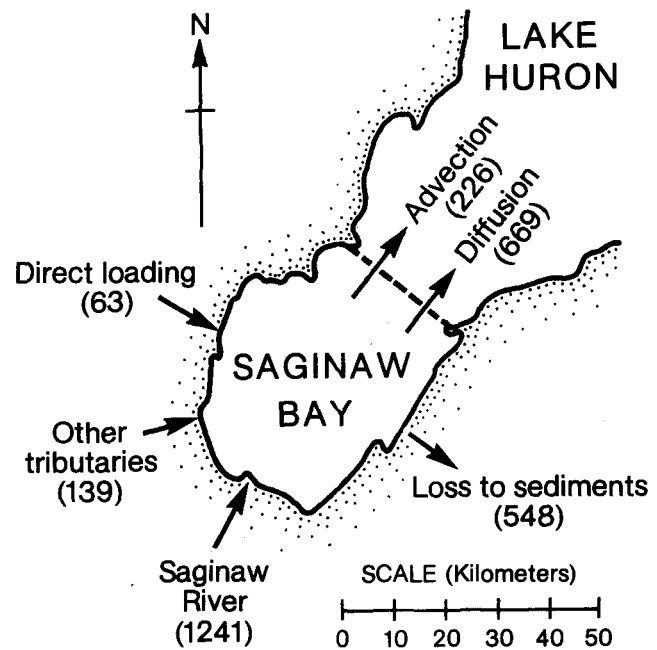 N
LAKE
HURON
Advection
(226)
Diffusion
(669)
Direct loading
(63)
SAGINAW
BAY
Other
tributaries
(139)
Loss to sediments
(548)
Saginaw
River
(1241)
SCALE (Kilometers)
0 10 20 30 40 50